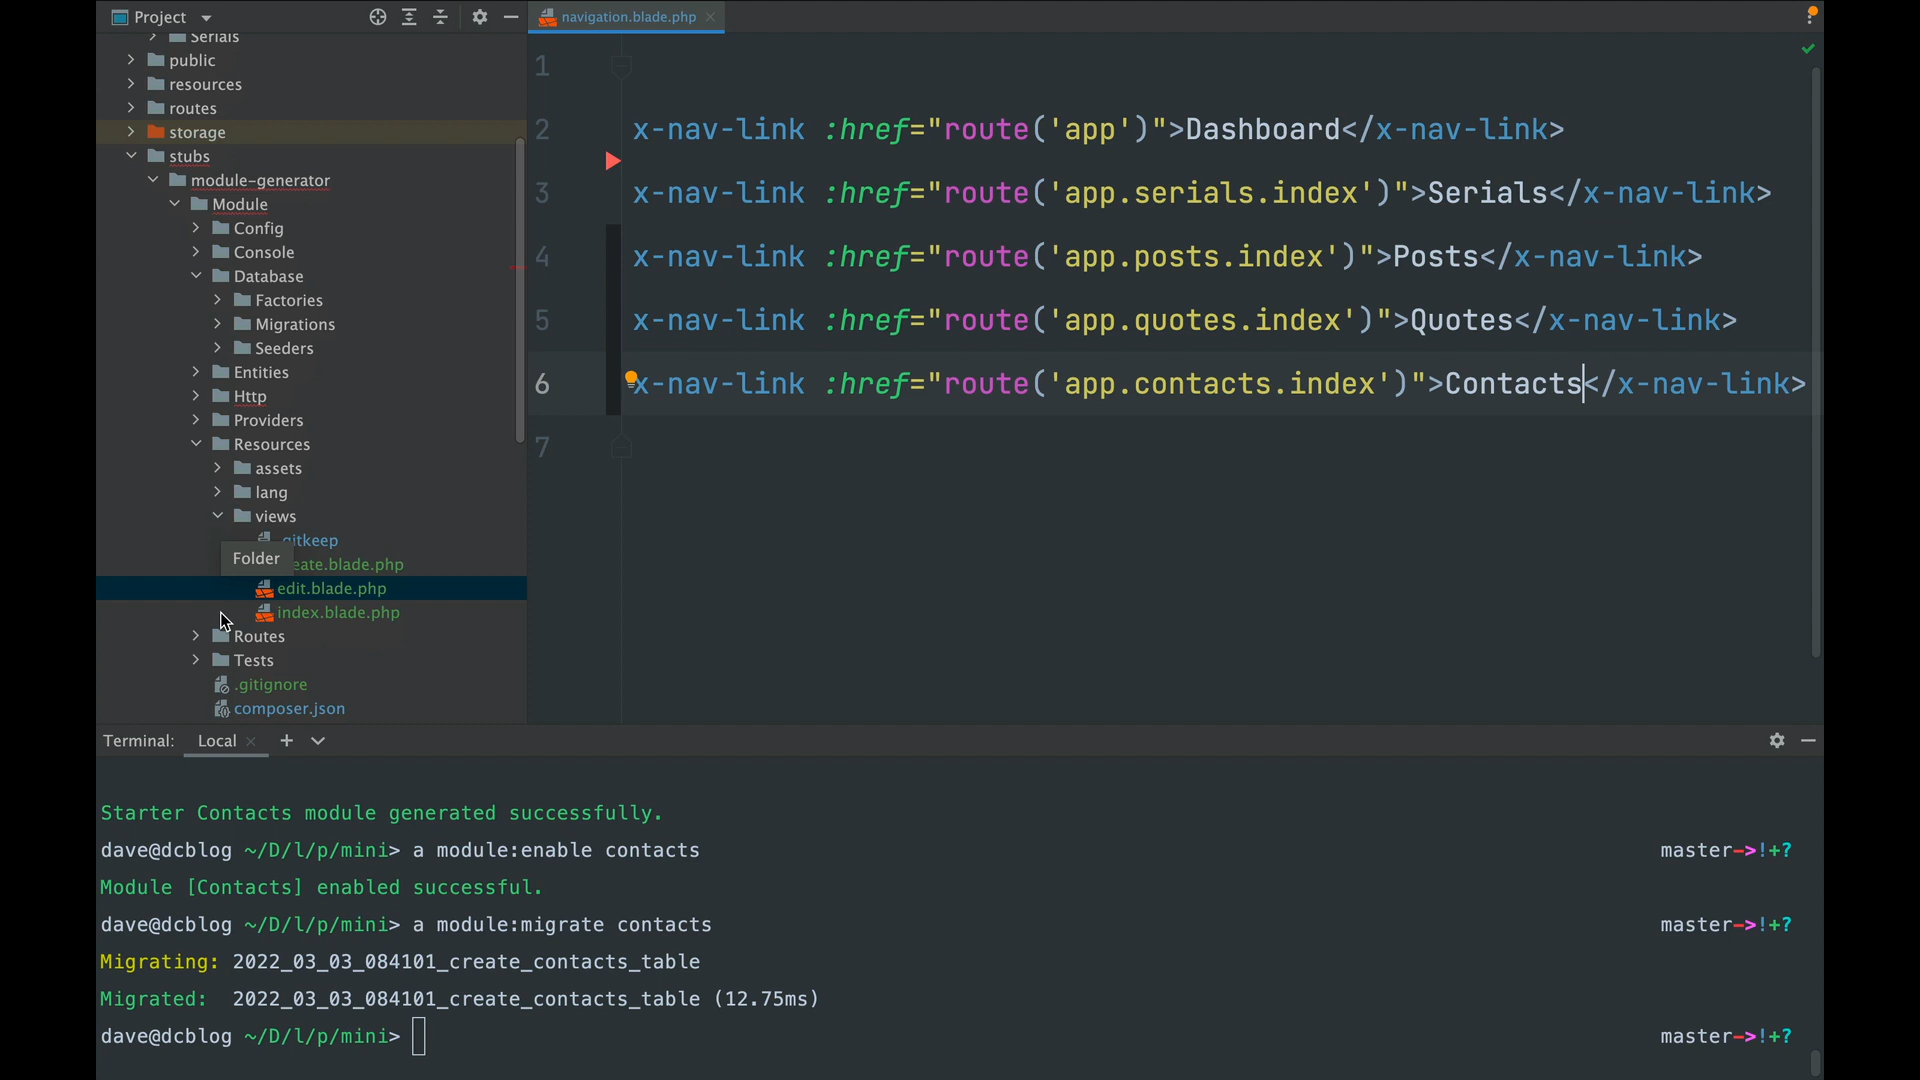 Project
navigation.blade.php
Serials
public
resources
routes
storage
stubs
module-generator
Module
Config
Console
Database
Factories
Migrations
Seeders
Entities
Http
Providers
Resources
assets
lang
views
gitkeep
Folder
eate.blade.php
edit.blade.php
index.blade.php
Routes
Tests
.gitignore
composer.json
1
2 x-nav-link :href="route('app')">Dashboard</x-nav-link>
3 x-nav-link :href="route('app.serials.index')">Serials</x-nav-link>
4 x-nav-link :href="route('app.posts.index')">Posts</x-nav-link>
5 x-nav-link :href="route('app.quotes.index')">Quotes</x-nav-link>
6 x-nav-link :href="route('app.contacts.index')">Contacts</x-nav-link>
7
Terminal: Local
Starter Contacts module generated successfully.
dave@dcblog ~/D/l/p/mini> a module:enable contacts master->!+?
Module [Contacts] enabled successful.
dave@dcblog ~/D/l/p/mini> a module:migrate contacts master->!+?
Migrating: 2022_03_03_084101_create_contacts_table
Migrated: 2022_03_03_084101_create_contacts_table (12.75ms)
dave@dcblog ~/D/l/p/mini> master->!+?